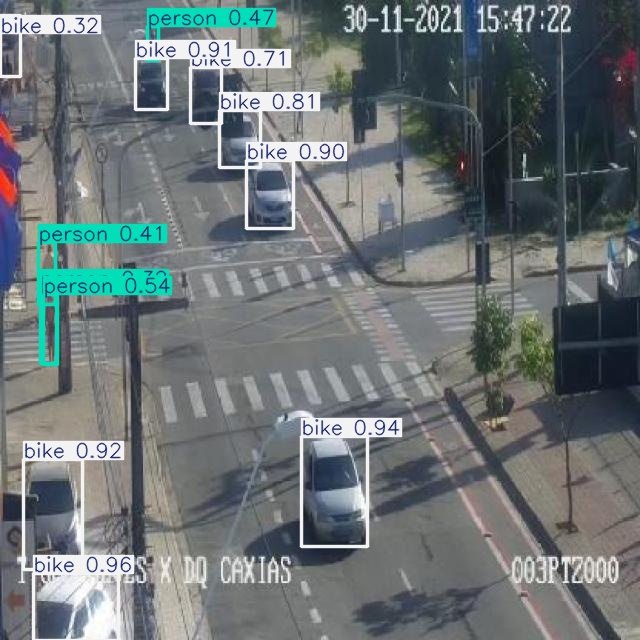 bike 0.32
person 0.47
30-11-2021 15:47:22
bike 0.91
0.71
bike 0.81
bike 0.90
person 0.41
person 0.54
bike 0.94
bike 0.92
bike 0.96
X DQ CAXIAS
003PTZ000